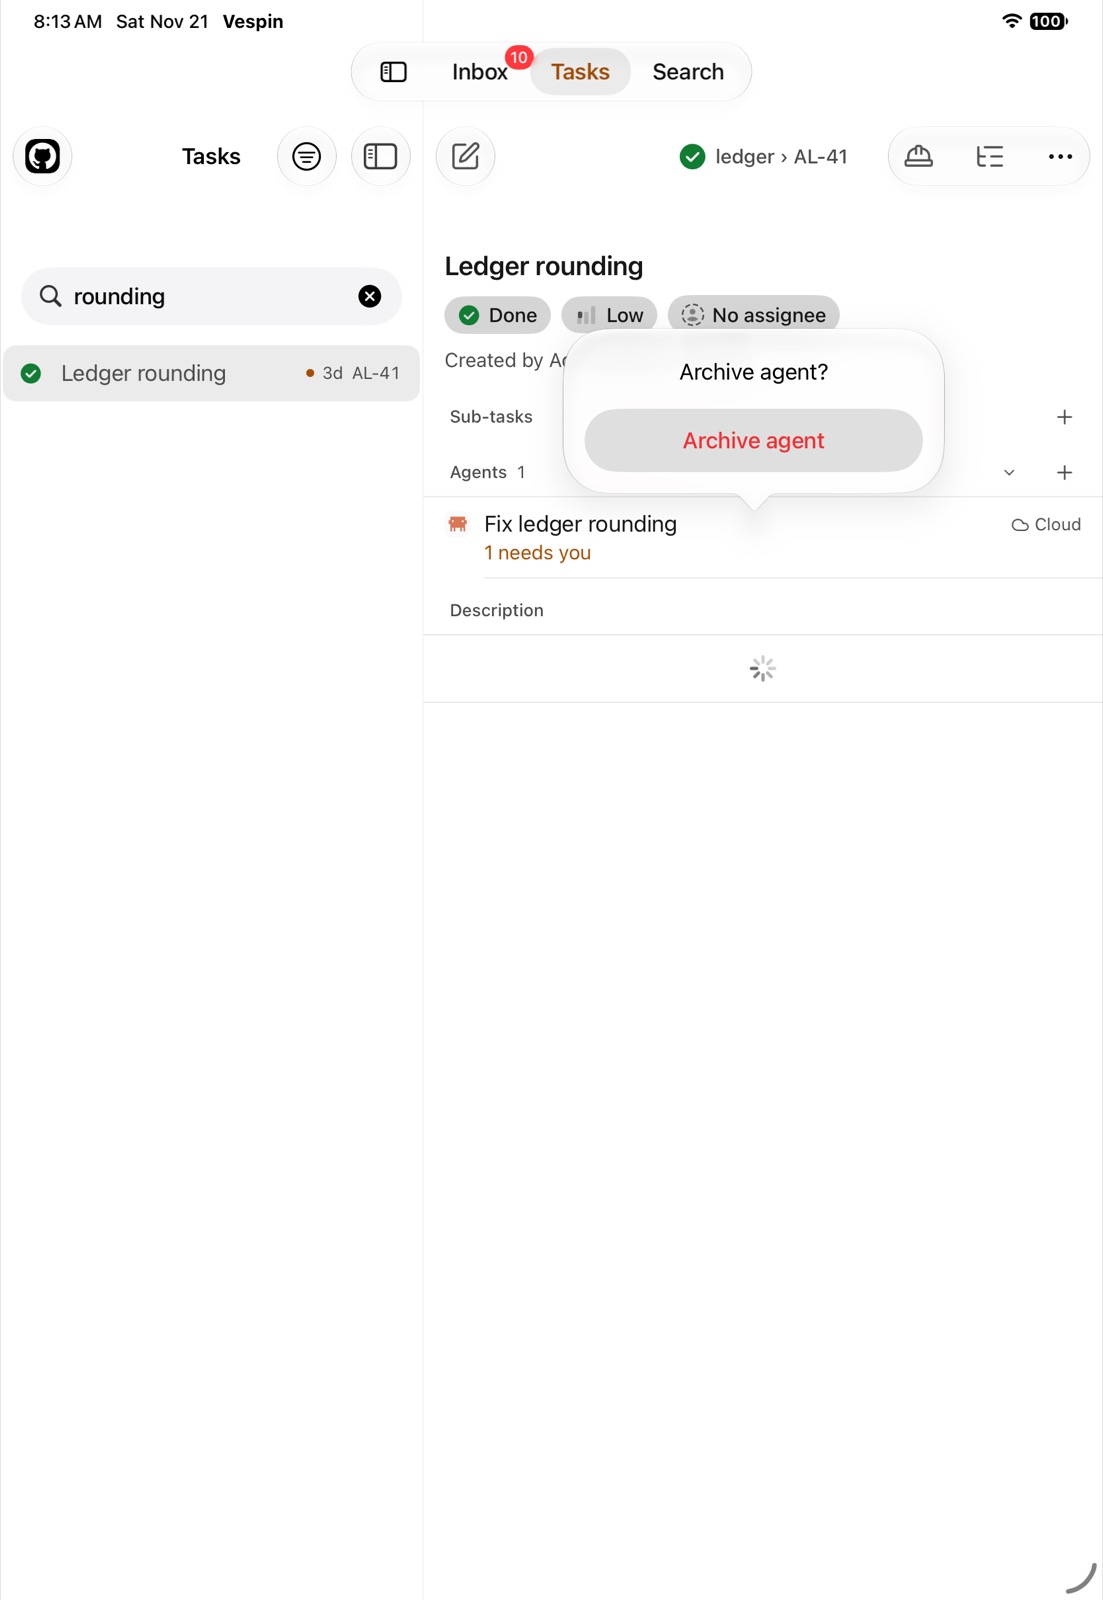 8:13 AM Sat Nov 21 Vespin
100
Inbox 10 Tasks Search
Tasks
ledger › AL-41
rounding
Ledger rounding 3d AL-41
Ledger rounding
Done Low No assignee
Created by
Archive agent?
Archive agent
Sub-tasks
Agents 1
Fix ledger rounding Cloud
1 needs you
Description